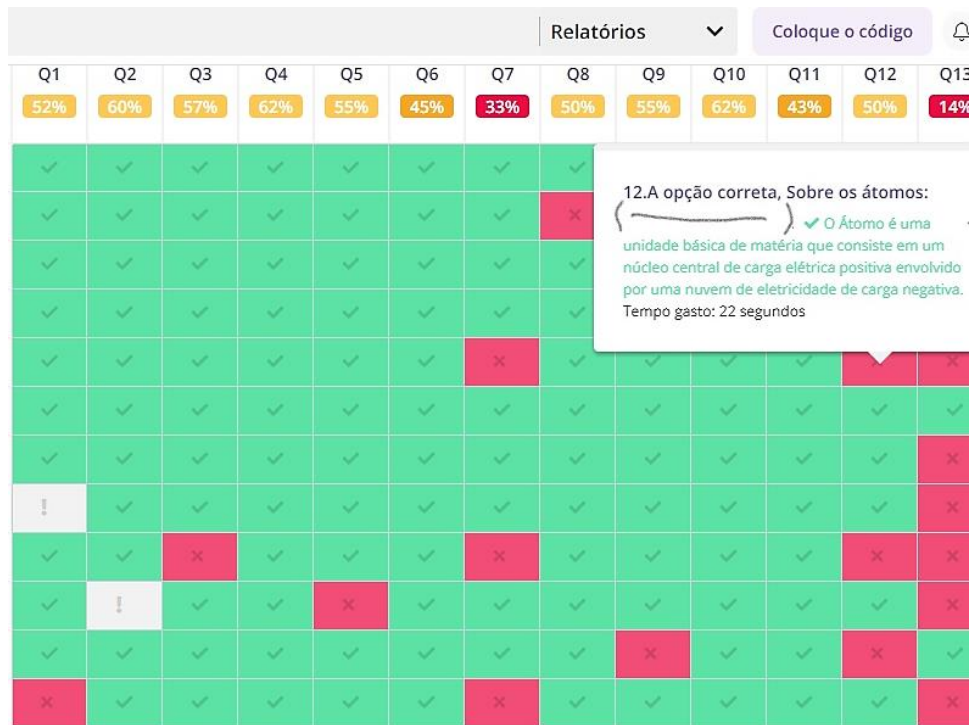 Relatórios
Coloque o código
Q1 Q2 Q3 Q4 Q5 Q6 Q7 Q8 Q9 Q10 Q11 Q12 Q13
52% 60% 57% 62% 55% 45% 33% 50% 55% 62% 43% 50% 14%
12.A opção correta, Sobre os átomos:
O Átomo é uma
unidade básica de matéria que consiste em um
núcleo central de carga elétrica positiva envolvido
por uma nuvem de eletricidade de carga negativa.
Tempo gasto: 22 segundos